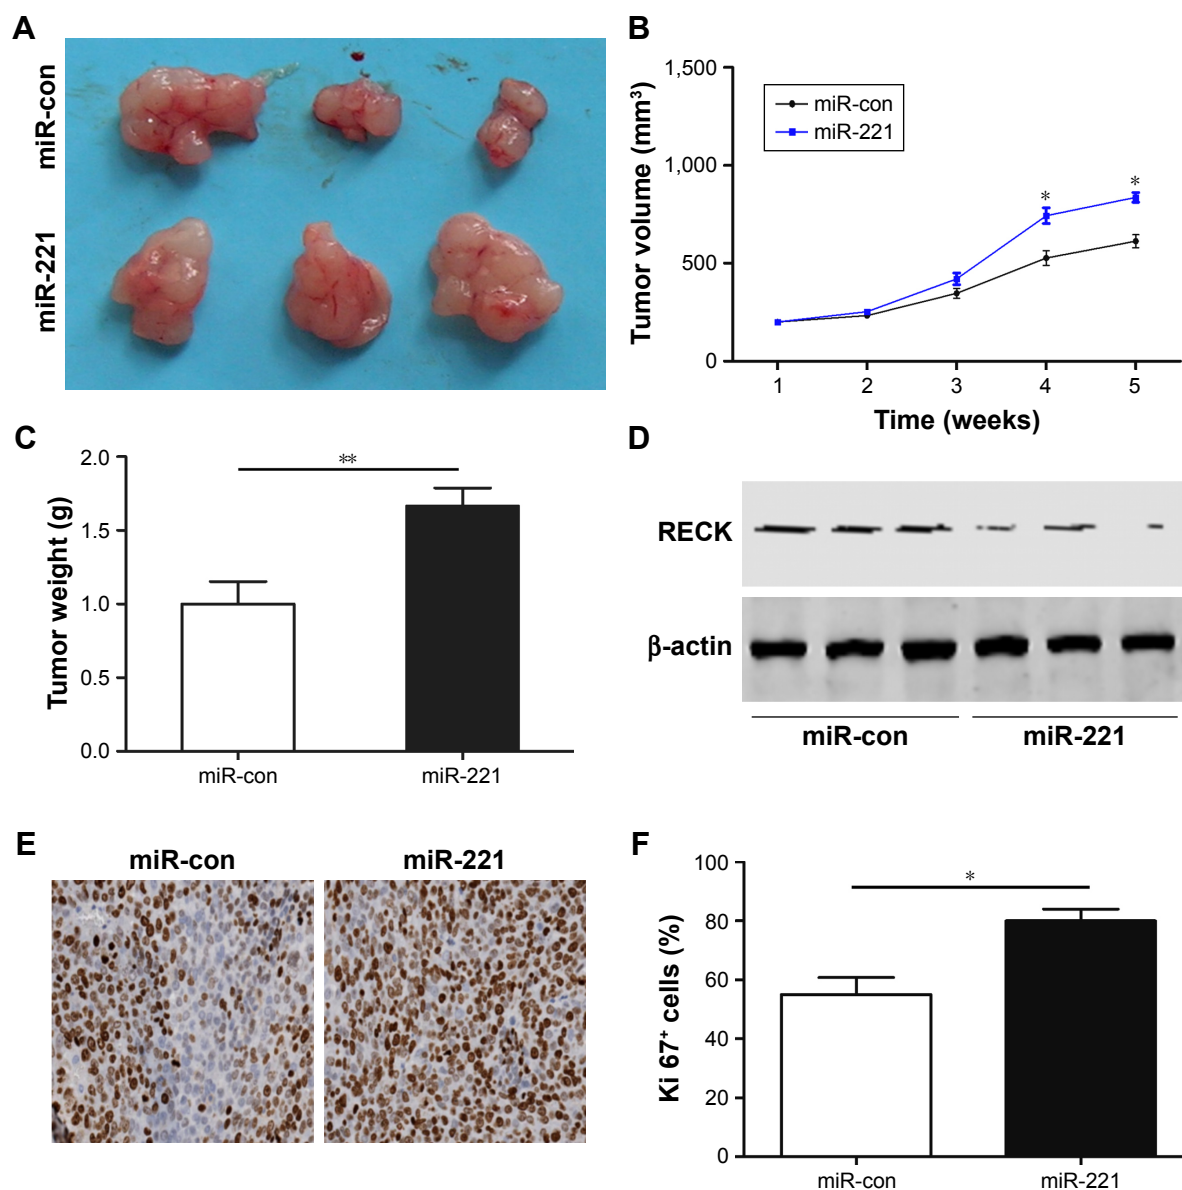 A
miR-con
miR-221
B
Tumor volume (mm³)
1,500
1,000
500
0
miR-con
miR-221
*
*
1 2 3 4 5
Time (weeks)
C
Tumor weight (g)
2.0
1.5
1.0
0.5
0.0
**
miR-con miR-221
D
RECK
β-actin
miR-con miR-221
E
miR-con miR-221
F
Ki 67⁺ cells (%)
100
80
60
40
20
0
*
miR-con miR-221